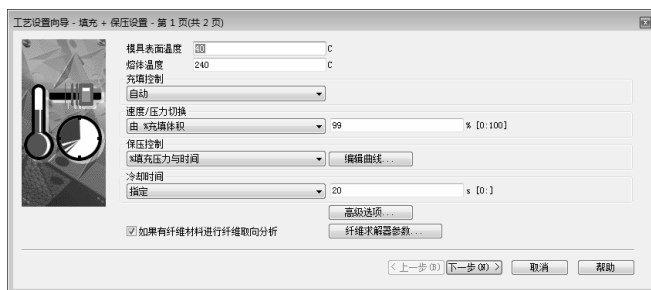 工艺设置向导 - 填充 + 保压设置 - 第 1 页(共 2 页)
模具表面温度 40 C
熔体温度 240 C
充填控制
自动
速度/压力切换
由 %充填体积 99 % [0:100]
保压控制
%填充压力与时间 编辑曲线...
冷却时间
指定 20 s [0:]
高级选项...
如果有纤维材料进行纤维取向分析 纤维求解器参数...
< 上一步(B) 下一步(N) > 取消 帮助